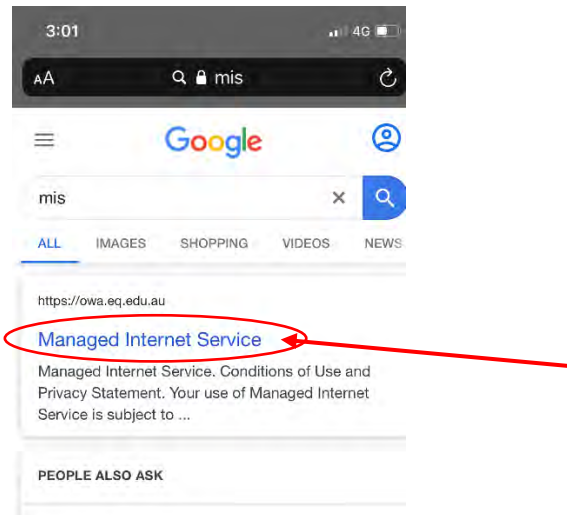 3:01 4G
AA mis
Google
mis
ALL IMAGES SHOPPING VIDEOS NEWS
https://owa.eq.edu.au
Managed Internet Service
Managed Internet Service. Conditions of Use and
Privacy Statement. Your use of Managed Internet
Service is subject to ...
PEOPLE ALSO ASK